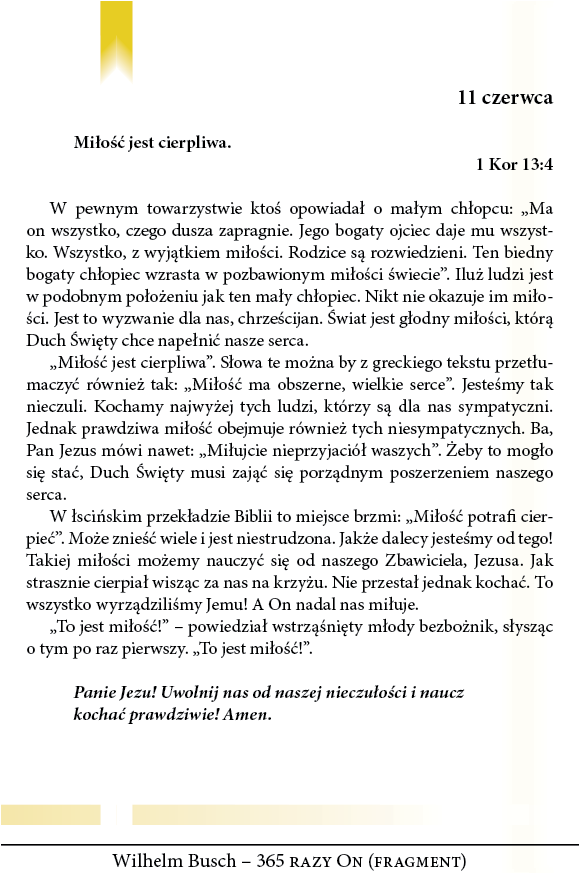 11 czerwca
Miłość jest cierpliwa.
1 Kor 13:4
W pewnym towarzystwie ktoś opowiadał o małym chłopcu: „Ma
on wszystko, czego dusza zapragnie. Jego bogaty ojciec daje mu wszyst-
ko. Wszystko, z wyjątkiem miłości. Rodzice są rozwiedzieni. Ten biedny
bogaty chłopiec wzrasta w pozbawionym miłości świecie”. Iluż ludzi jest
w podobnym położeniu jak ten mały chłopiec. Nikt nie okazuje im miło-
ści. Jest to wyzwanie dla nas, chrześcijan. Świat jest głodny miłości, którą
Duch Święty chce napełnić nasze serca.
„Miłość jest cierpliwa”. Słowa te można by z greckiego tekstu przetłu-
maczyć również tak: „Miłość ma obszerne, wielkie serce”. Jesteśmy tak
nieczuli. Kochamy najwyżej tych ludzi, którzy są dla nas sympatyczni.
Jednak prawdziwa miłość obejmuje również tych niesympatycznych. Ba,
Pan Jezus mówi nawet: „Miłujcie nieprzyjaciół waszych”. Żeby to mogło
się stać, Duch Święty musi zająć się porządnym poszerzeniem naszego
serca.
W łscińskim przekładzie Biblii to miejsce brzmi: „Miłość potrafi cier-
pieć”. Może znieść wiele i jest niestrudzona. Jakże dalecy jesteśmy od tego!
Takiej miłości możemy nauczyć się od naszego Zbawiciela, Jezusa. Jak
strasznie cierpiał wisząc za nas na krzyżu. Nie przestał jednak kochać. To
wszystko wyrządziliśmy Jemu! A On nadal nas miłuje.
„To jest miłość!” – powiedział wstrząśnięty młody bezbożnik, słysząc
o tym po raz pierwszy. „To jest miłość!”.
Panie Jezu! Uwolnij nas od naszej nieczułości i naucz
kochać prawdziwie! Amen.
Wilhelm Busch – 365 razy On (fragment)